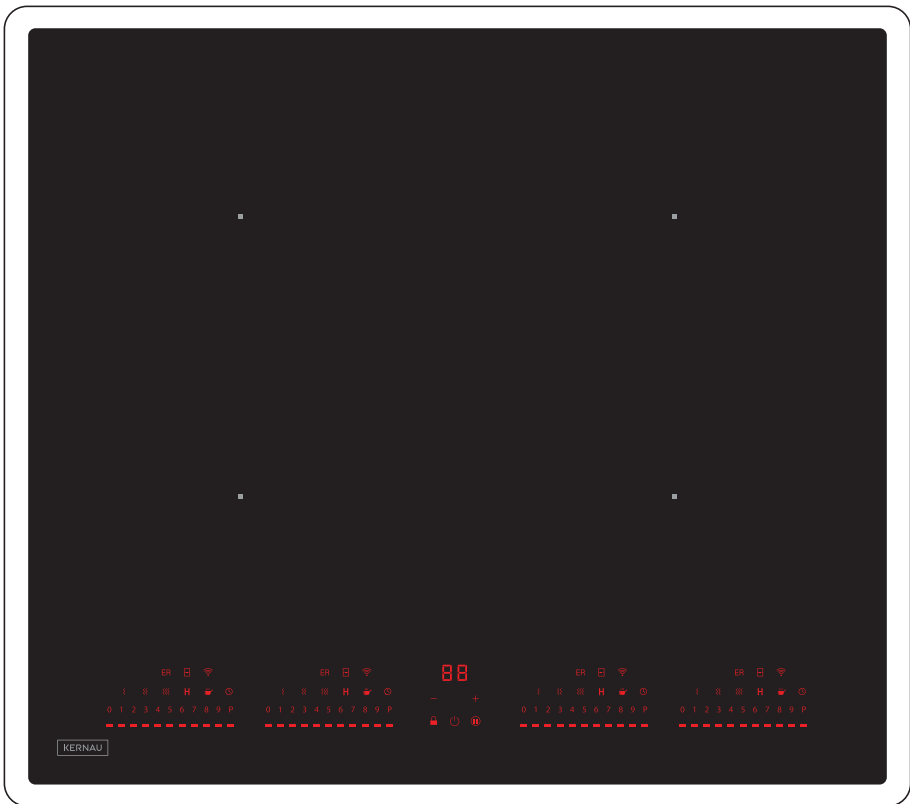 ER ER 88 ER ER
H H H H
− +
0 1 2 3 4 5 6 7 8 9 P 0 1 2 3 4 5 6 7 8 9 P 0 1 2 3 4 5 6 7 8 9 P 0 1 2 3 4 5 6 7 8 9 P
KERNAU